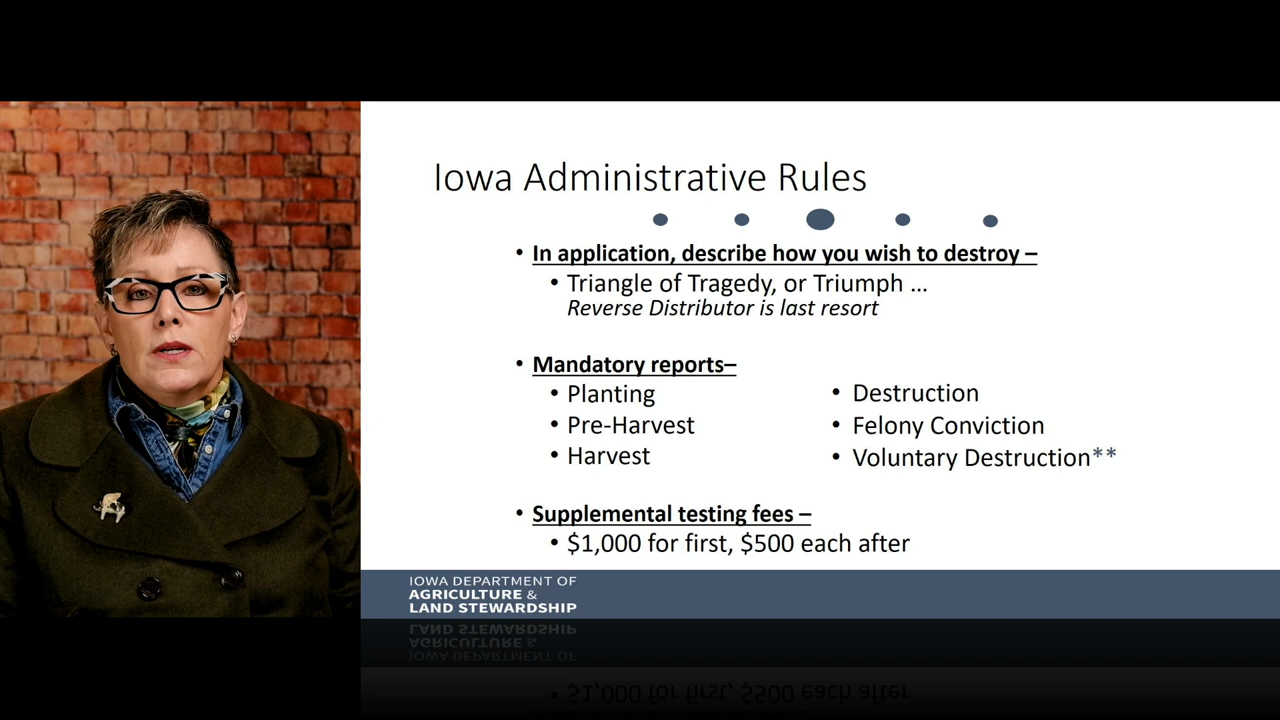 Iowa Administrative Rules
• In application, describe how you wish to destroy –
• Triangle of Tragedy, or Triumph ...
Reverse Distributor is last resort
• Mandatory reports–
• Planting
• Pre-Harvest
• Harvest
• Destruction
• Felony Conviction
• Voluntary Destruction**
• Supplemental testing fees –
• $1,000 for first, $500 each after
IOWA DEPARTMENT OF
AGRICULTURE &
LAND STEWARDSHIP